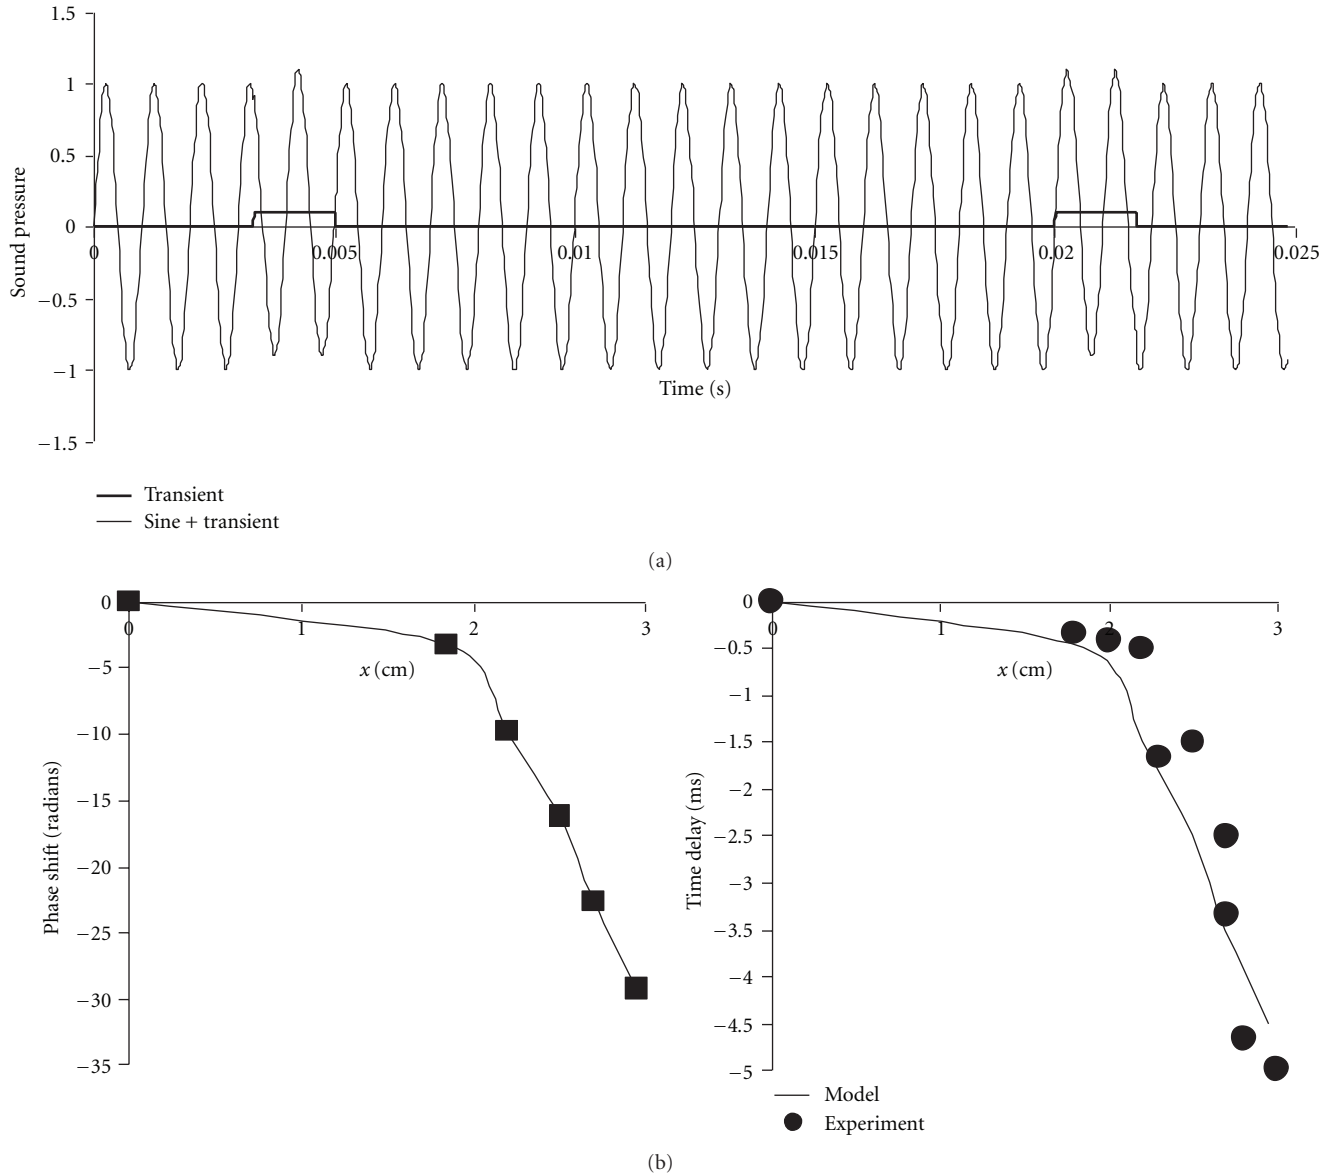 1.5
1
0.5
0
−0.5
−1
−1.5
Sound pressure
0 0.005 0.01 0.015 0.02 0.025
Time (s)
Transient
Sine + transient
(a)
0
−5
−10
−15
−20
−25
−30
−35
Phase shift (radians)
0 1 2 3
x (cm)
0
−0.5
−1
−1.5
−2
−2.5
−3
−3.5
−4
−4.5
−5
Time delay (ms)
0 1 2 3
x (cm)
Model
Experiment
(b)